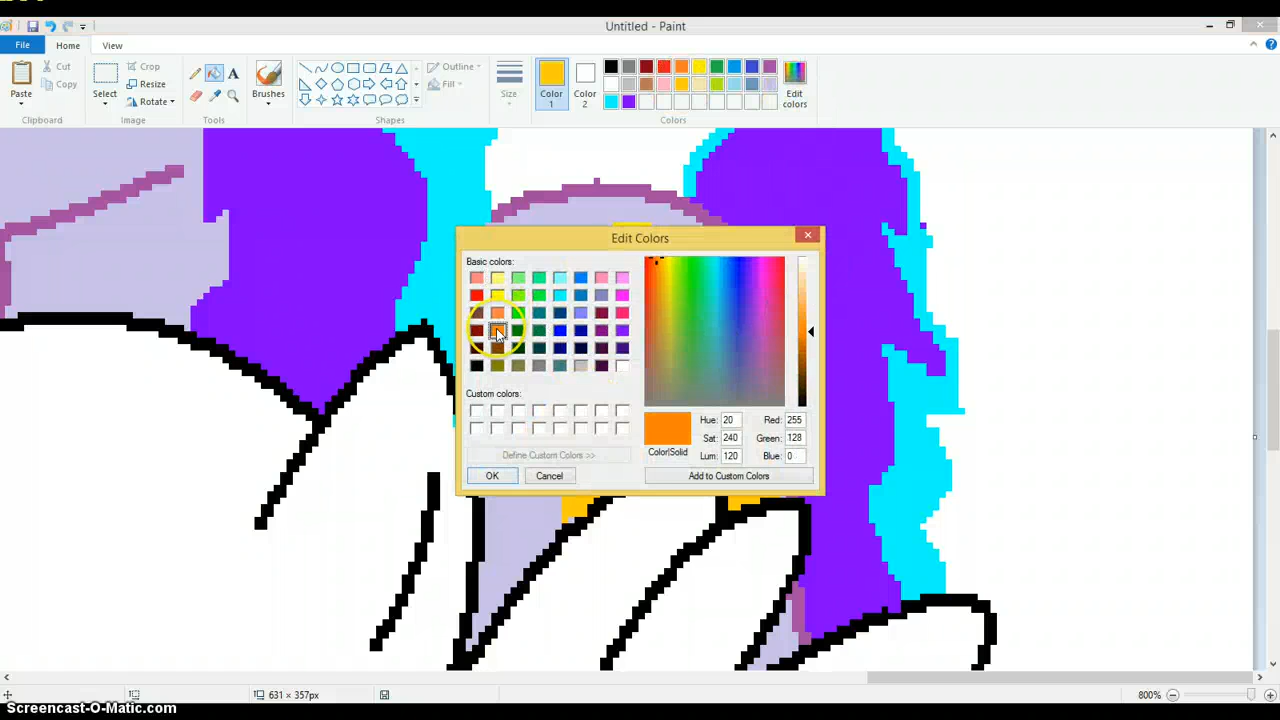 Untitled - Paint
File Home View
Paste
Cut
Copy
Clipboard
Select
Crop
Resize
Rotate
Image
A
Tools
Brushes
Outline
Fill
Shapes
Size
Color 1
Color 2
Edit colors
Colors
Edit Colors
Basic colors:
Custom colors:
Define Custom Colors >>
OK Cancel
Color|Solid
Hue: 20 Red: 255
Sat: 240 Green: 128
Lum: 120 Blue: 0
Add to Custom Colors
631 × 357px 800%
Screencast-O-Matic.com